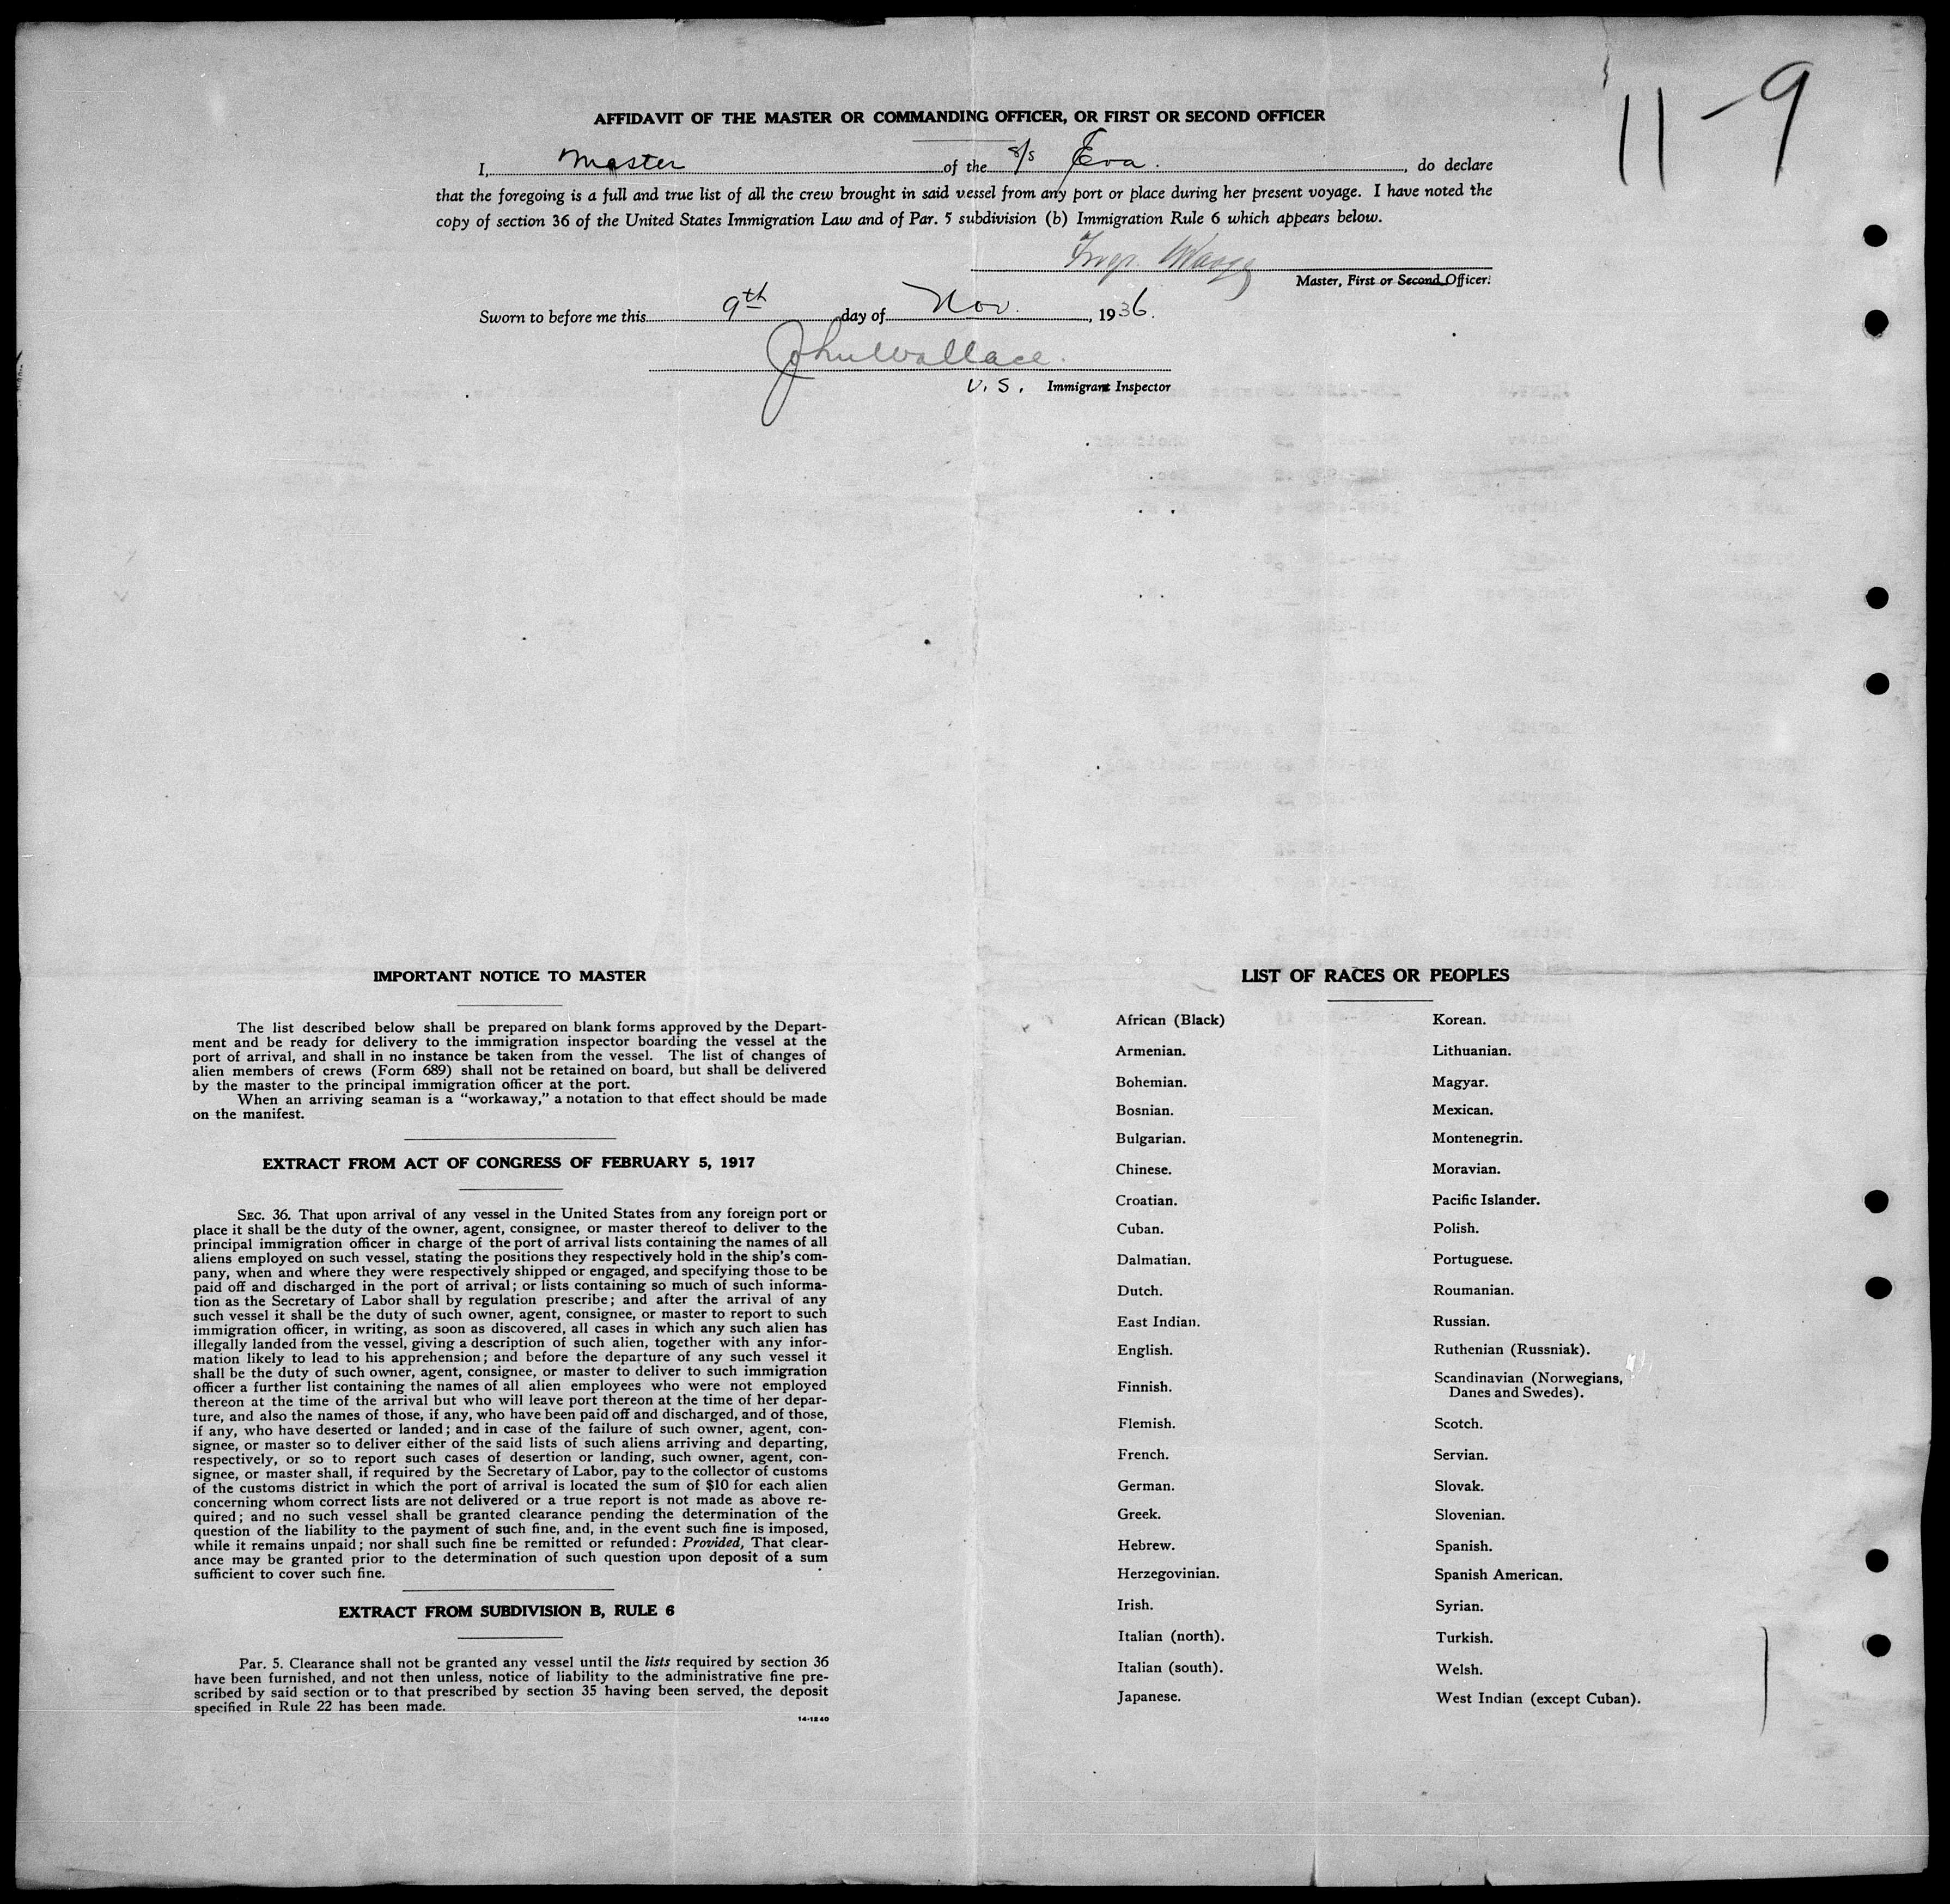 11-9
AFFIDAVIT OF THE MASTER OR COMMANDING OFFICER, OR FIRST OR SECOND OFFICER
I, Master of the s/s Eva. , do declare
that the foregoing is a full and true list of all the crew brought in said vessel from any port or place during her present voyage. I have noted the
copy of section 36 of the United States Immigration Law and of Par. 5 subdivision (b) Immigration Rule 6 which appears below.
Master, First or Second Officer.
Sworn to before me this 9th day of Nov. , 1936.
John Wallace.
U. S. Immigrant Inspector
IMPORTANT NOTICE TO MASTER
The list described below shall be prepared on blank forms approved by the Depart-
ment and be ready for delivery to the immigration inspector boarding the vessel at the
port of arrival, and shall in no instance be taken from the vessel. The list of changes of
alien members of crews (Form 689) shall not be retained on board, but shall be delivered
by the master to the principal immigration officer at the port.
When an arriving seaman is a "workaway," a notation to that effect should be made
on the manifest.
EXTRACT FROM ACT OF CONGRESS OF FEBRUARY 5, 1917
SEC. 36. That upon arrival of any vessel in the United States from any foreign port or
place it shall be the duty of the owner, agent, consignee, or master thereof to deliver to the
principal immigration officer in charge of the port of arrival lists containing the names of all
aliens employed on such vessel, stating the positions they respectively hold in the ship's com-
pany, when and where they were respectively shipped or engaged, and specifying those to be
paid off and discharged in the port of arrival; or lists containing so much of such informa-
tion as the Secretary of Labor shall by regulation prescribe; and after the arrival of any
such vessel it shall be the duty of such owner, agent, consignee, or master to report to such
immigration officer, in writing, as soon as discovered, all cases in which any such alien has
illegally landed from the vessel, giving a description of such alien, together with any infor-
mation likely to lead to his apprehension; and before the departure of any such vessel it
shall be the duty of such owner, agent, consignee, or master to deliver to such immigration
officer a further list containing the names of all alien employees who were not employed
thereon at the time of the arrival but who will leave port thereon at the time of her depar-
ture, and also the names of those, if any, who have been paid off and discharged, and of those,
if any, who have deserted or landed; and in case of the failure of such owner, agent, con-
signee, or master so to deliver either of the said lists of such aliens arriving and departing,
respectively, or so to report such cases of desertion or landing, such owner, agent, con-
signee, or master shall, if required by the Secretary of Labor, pay to the collector of customs
of the customs district in which the port of arrival is located the sum of $10 for each alien
concerning whom correct lists are not delivered or a true report is not made as above re-
quired; and no such vessel shall be granted clearance pending the determination of the
question of the liability to the payment of such fine, and, in the event such fine is imposed,
while it remains unpaid; nor shall such fine be remitted or refunded: Provided, That clear-
ance may be granted prior to the determination of such question upon deposit of a sum
sufficient to cover such fine.
EXTRACT FROM SUBDIVISION B, RULE 6
Par. 5. Clearance shall not be granted any vessel until the lists required by section 36
have been furnished, and not then unless, notice of liability to the administrative fine pre-
scribed by said section or to that prescribed by section 35 having been served, the deposit
specified in Rule 22 has been made.
14-1240
LIST OF RACES OR PEOPLES
African (Black)
Armenian.
Bohemian.
Bosnian.
Bulgarian.
Chinese.
Croatian.
Cuban.
Dalmatian.
Dutch.
East Indian.
English.
Finnish.
Flemish.
French.
German.
Greek.
Hebrew.
Herzegovinian.
Irish.
Italian (north).
Italian (south).
Japanese.
Korean.
Lithuanian.
Magyar.
Mexican.
Montenegrin.
Moravian.
Pacific Islander.
Polish.
Portuguese.
Roumanian.
Russian.
Ruthenian (Russniak).
Scandinavian (Norwegians,
Danes and Swedes).
Scotch.
Servian.
Slovak.
Slovenian.
Spanish.
Spanish American.
Syrian.
Turkish.
Welsh.
West Indian (except Cuban).